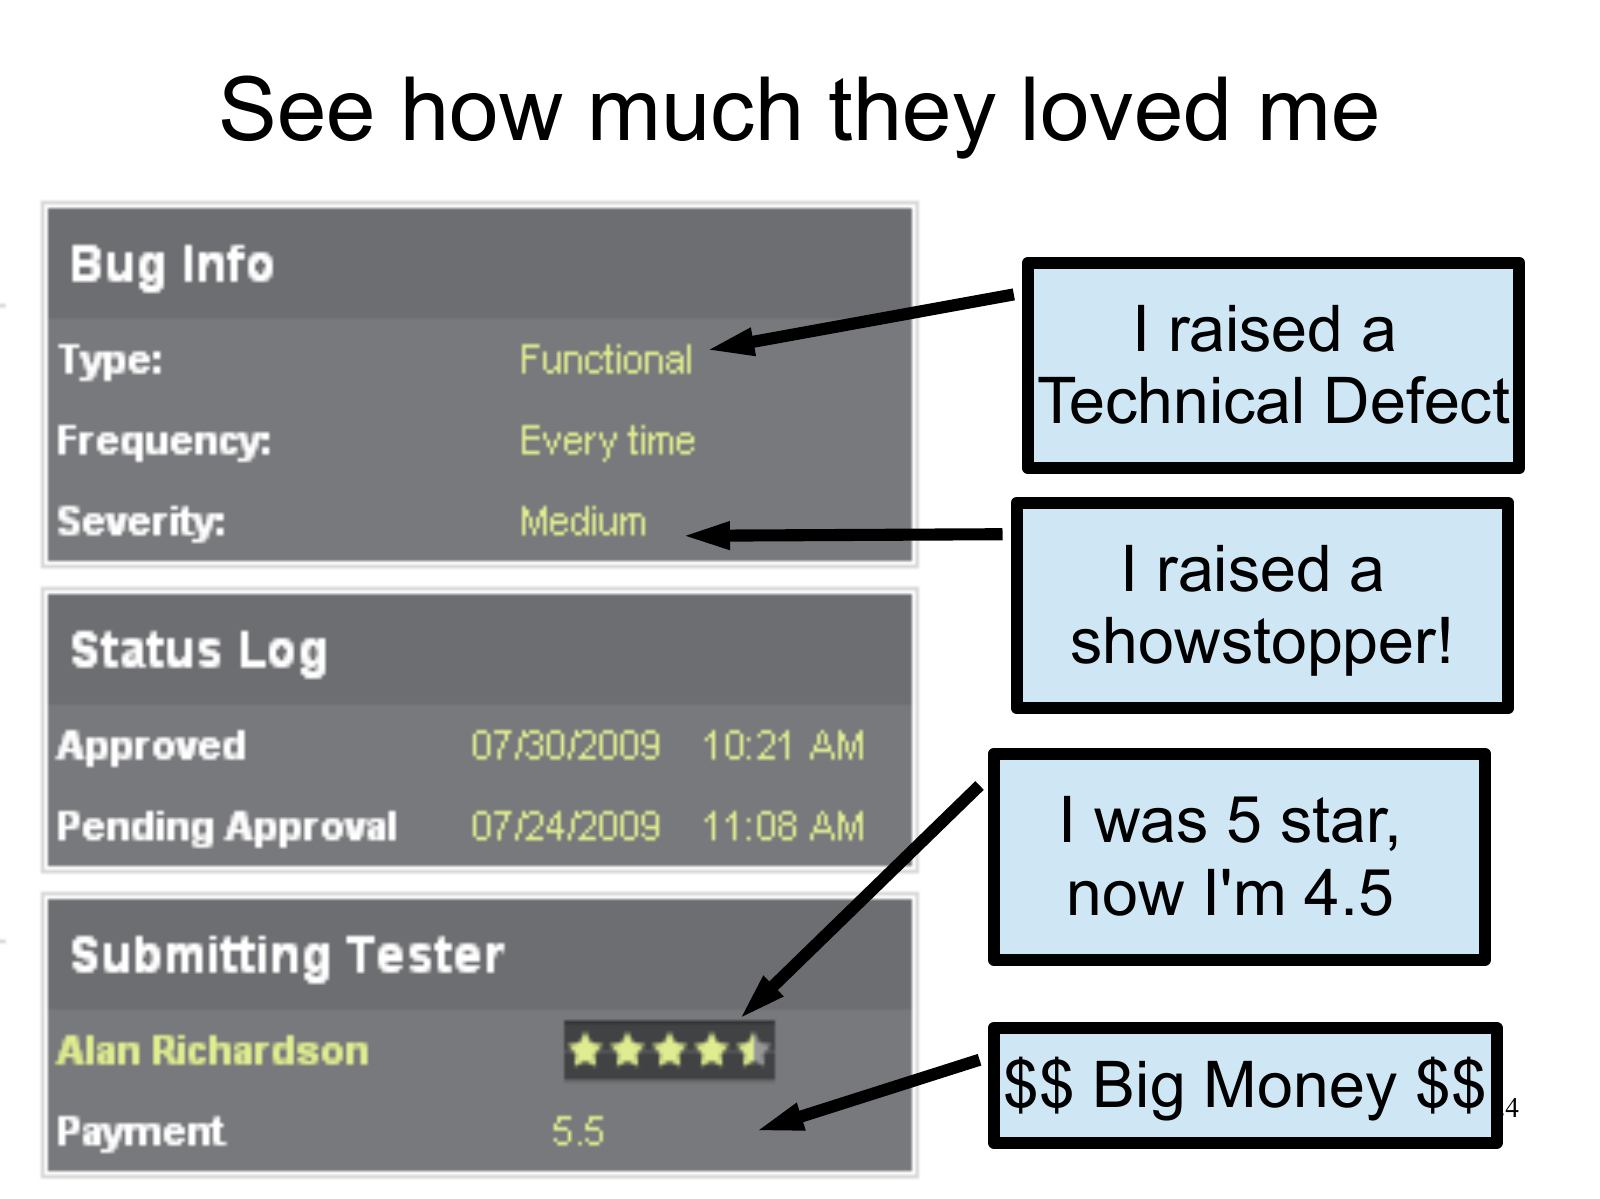 See how much they loved me
Bug Info
Type: Functional
Frequency: Every time
Severity: Medium
Status Log
Approved 07/30/2009 10:21 AM
Pending Approval 07/24/2009 11:08 AM
Submitting Tester
Alan Richardson
Payment 5.5
I raised a
Technical Defect
I raised a
showstopper!
I was 5 star,
now I'm 4.5
$$ Big Money $$